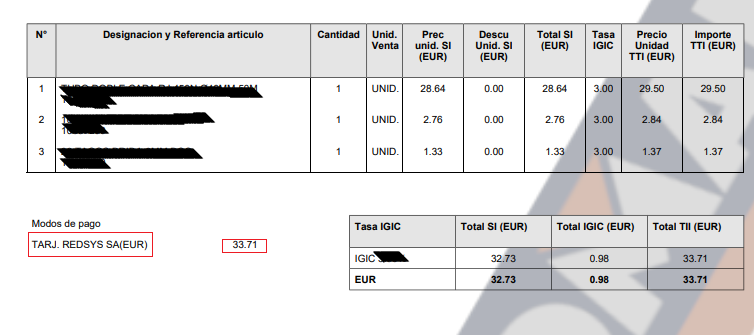 Nº Designacion y Referencia articulo Cantidad Unid. Venta Prec unid. SI (EUR) Descu Unid. SI (EUR) Total SI (EUR) Tasa IGIC Precio Unidad TTI (EUR) Importe TTI (EUR)
1 1 UNID. 28.64 0.00 28.64 3.00 29.50 29.50
2 1 UNID. 2.76 0.00 2.76 3.00 2.84 2.84
3 1 UNID. 1.33 0.00 1.33 3.00 1.37 1.37
Modos de pago
TARJ. REDSYS SA(EUR) 33.71
Tasa IGIC Total SI (EUR) Total IGIC (EUR) Total TII (EUR)
IGIC 32.73 0.98 33.71
EUR 32.73 0.98 33.71